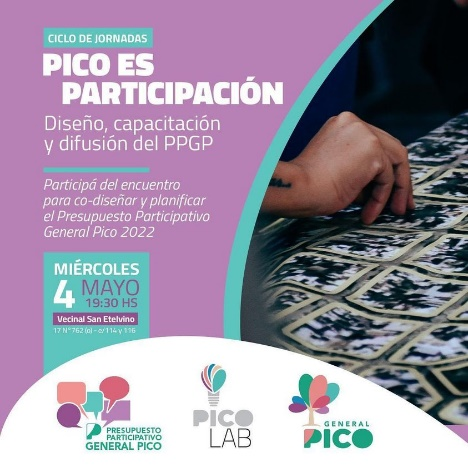 CICLO DE JORNADAS
PICO ES
PARTICIPACIÓN
Diseño, capacitación
y difusión del PPGP
Participá del encuentro
para co-diseñar y planificar
el Presupuesto Participativo
General Pico 2022
MIÉRCOLES
4 MAYO
19:30 HS
Vecinal San Etelvino
17 N° 762 (o) - e/114 y 116
PRESUPUESTO
PARTICIPATIVO
GENERAL PICO
PICO
LAB
GENERAL
PICO